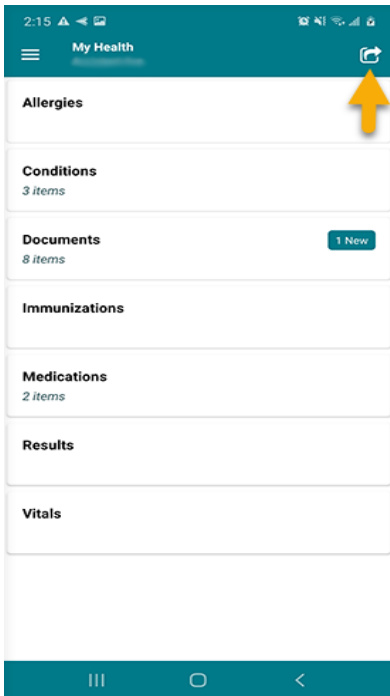 2:15
My Health
Allergies
Conditions
3 items
Documents
1 New
8 items
Immunizations
Medications
2 items
Results
Vitals